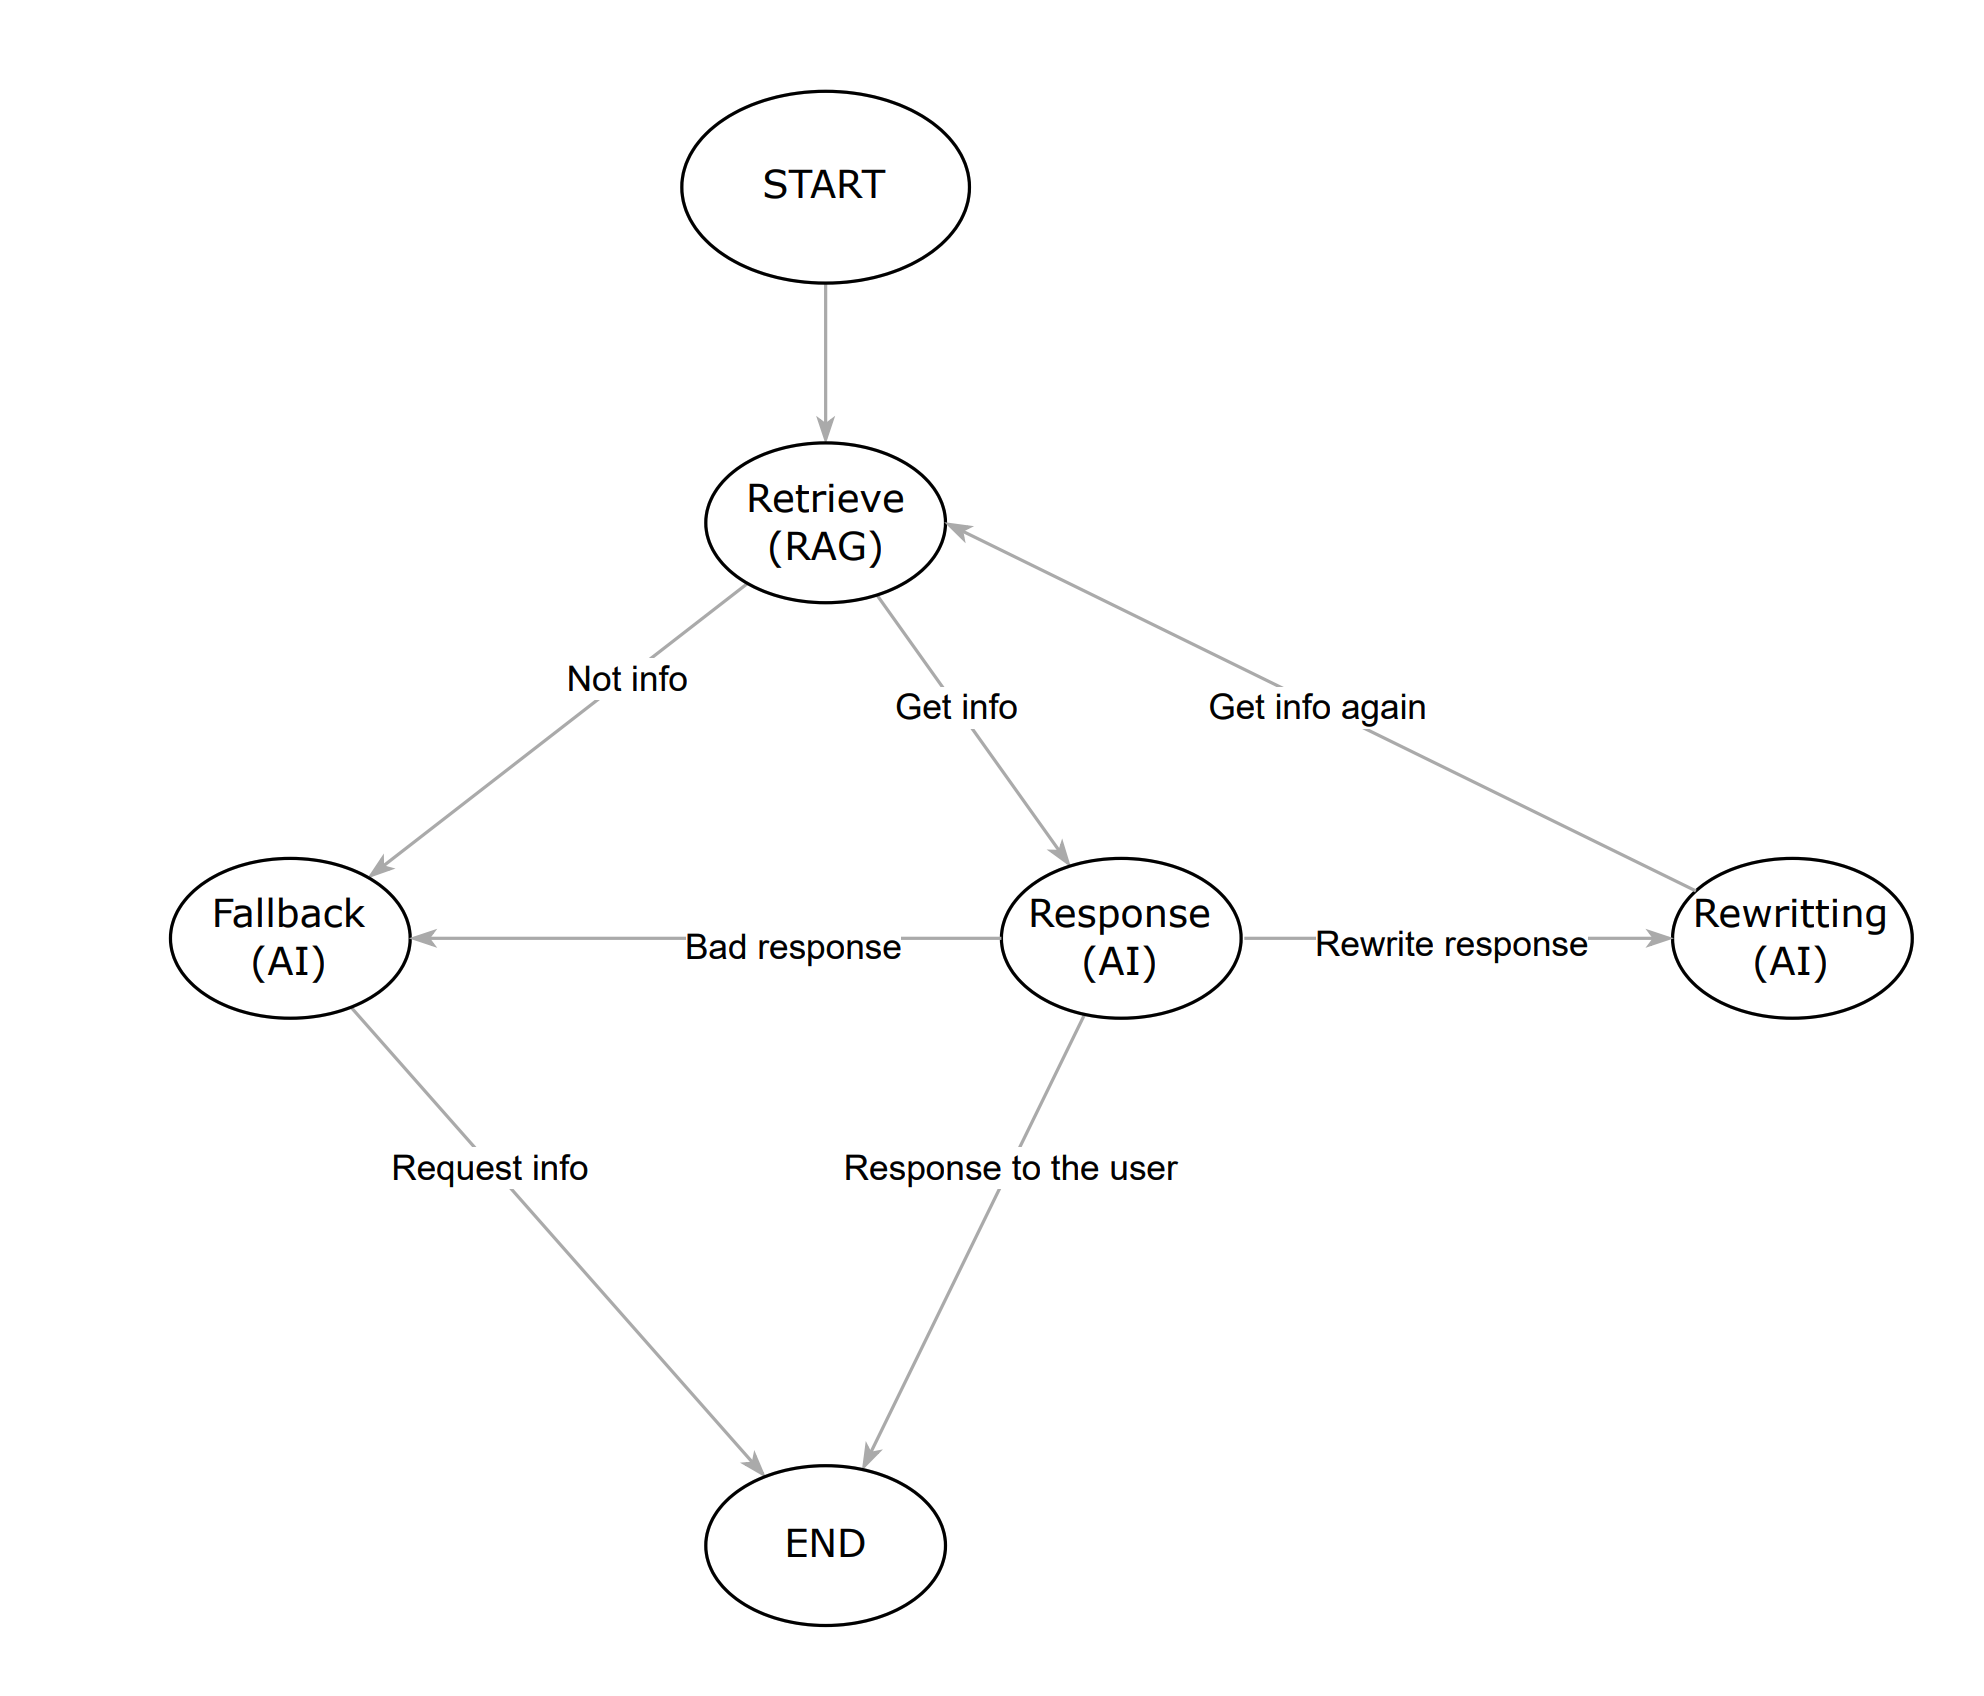 START
Retrieve
(RAG)
Not info
Get info
Get info again
Fallback
(AI)
Bad response
Response
(AI)
Rewrite response
Rewritting
(AI)
Request info
Response to the user
END